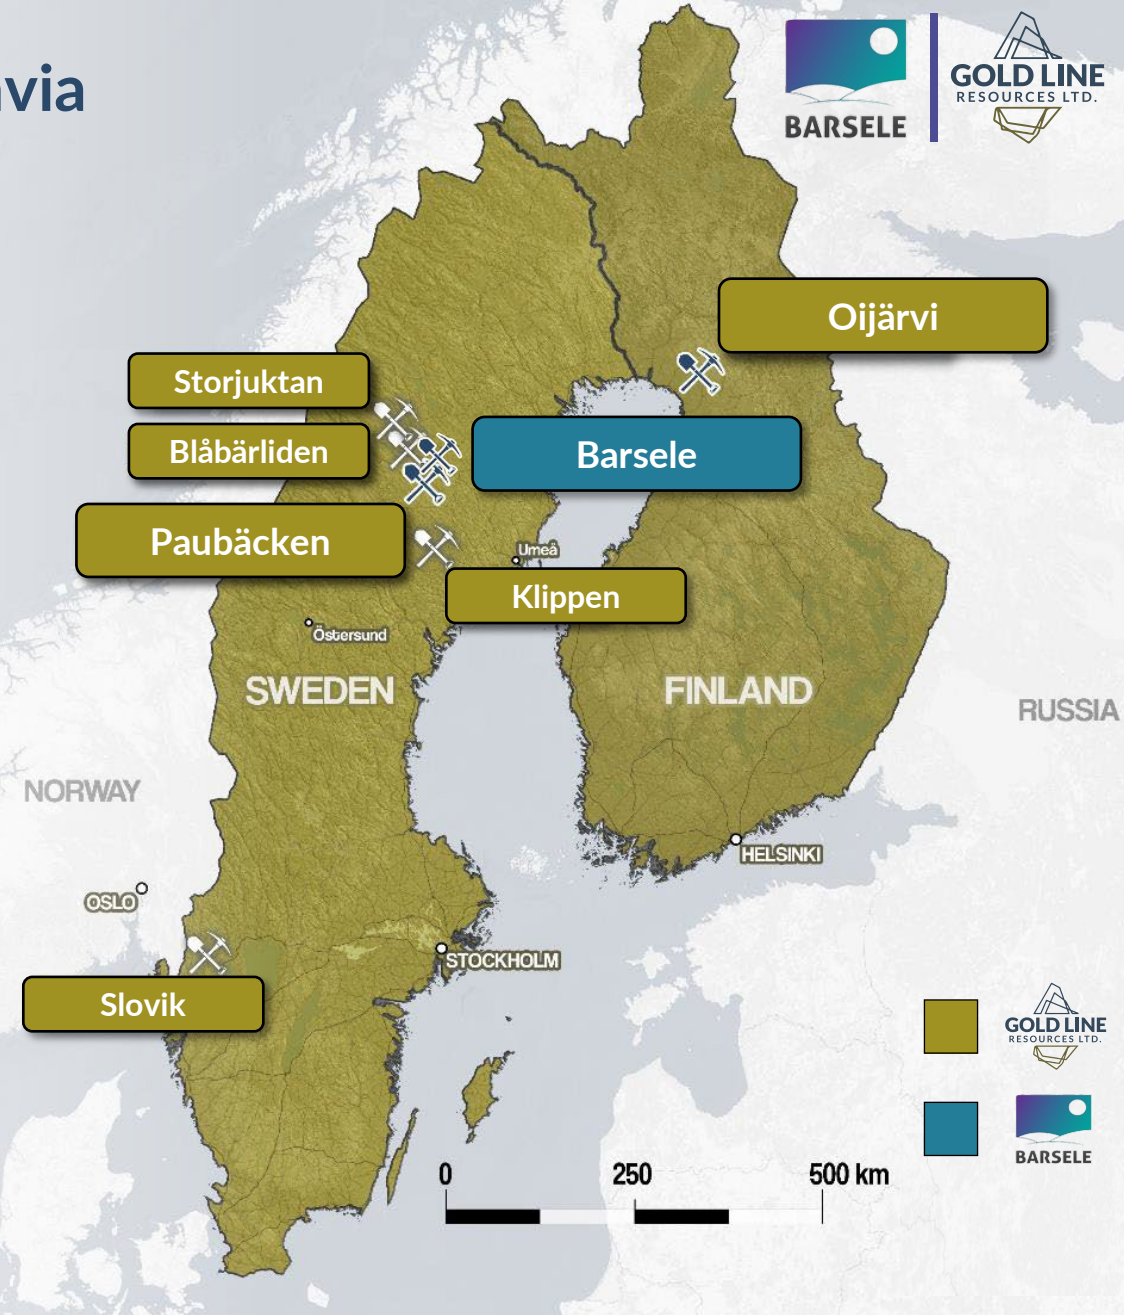 avia
BARSELE
GOLD LINE
RESOURCES LTD.
Oijärvi
Storjuktan
Blåbärliden
Barsele
Paubäcken
Umeå
Klippen
Östersund
SWEDEN
FINLAND
RUSSIA
NORWAY
HELSINKI
OSLO
STOCKHOLM
Slovik
GOLD LINE
RESOURCES LTD.
BARSELE
0 250 500 km